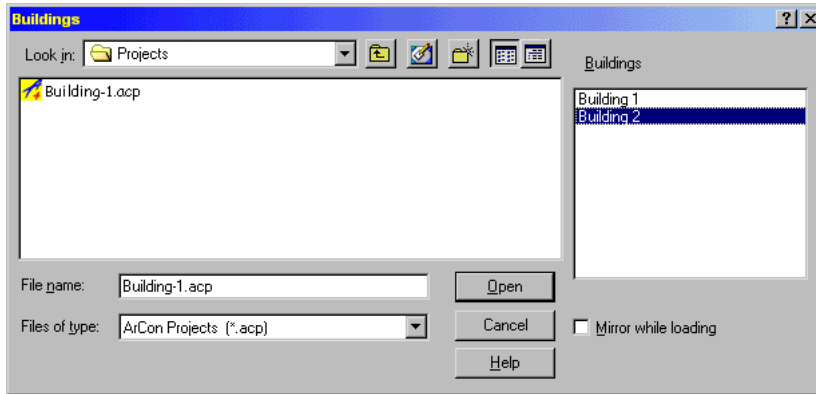 Buildings
Look in: Projects
Buildings
Building-1.acp
Building 1
Building 2
File name: Building-1.acp
Open
Files of type: ArCon Projects (*.acp)
Cancel
Mirror while loading
Help